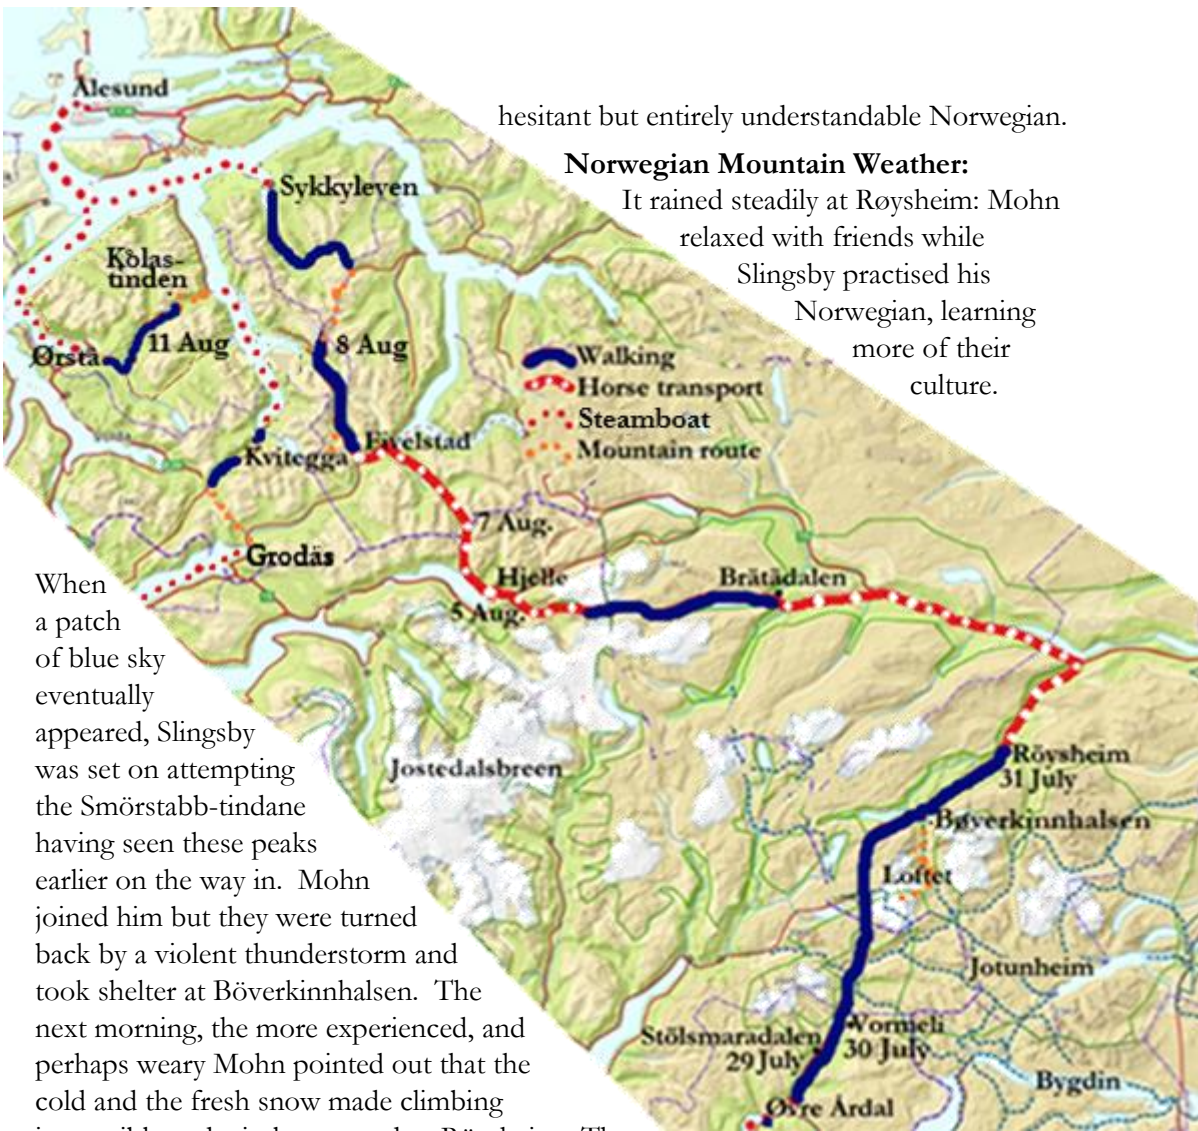 hesitant but entirely understandable Norwegian.
Norwegian Mountain Weather:
It rained steadily at Røysheim: Mohn
relaxed with friends while
Slingsby practised his
Norwegian, learning
more of their
culture.
Ålesund
Sykkyleven
Kolas-
tinden
11 Aug
Ørsta
8 Aug
Walking
Horse transport
Steamboat
Mountain route
Fivelstad
Kvitegga
7 Aug.
Grodås
Hjelle
5 Aug.
Bråtådalen
Jostedalsbreen
Röysheim
31 July
Bøverkinnhalsen
Loftet
Jotunheim
Stölsmaradalen
29 July
Vormeli
30 July
Bygdin
Øvre Årdal
When
a patch
of blue sky
eventually
appeared, Slingsby
was set on attempting
the Smörstabb-tindane
having seen these peaks
earlier on the way in. Mohn
joined him but they were turned
back by a violent thunderstorm and
took shelter at Böverkinnhalsen. The
next morning, the more experienced, and
perhaps weary Mohn pointed out that the
cold and the fresh snow made climbing